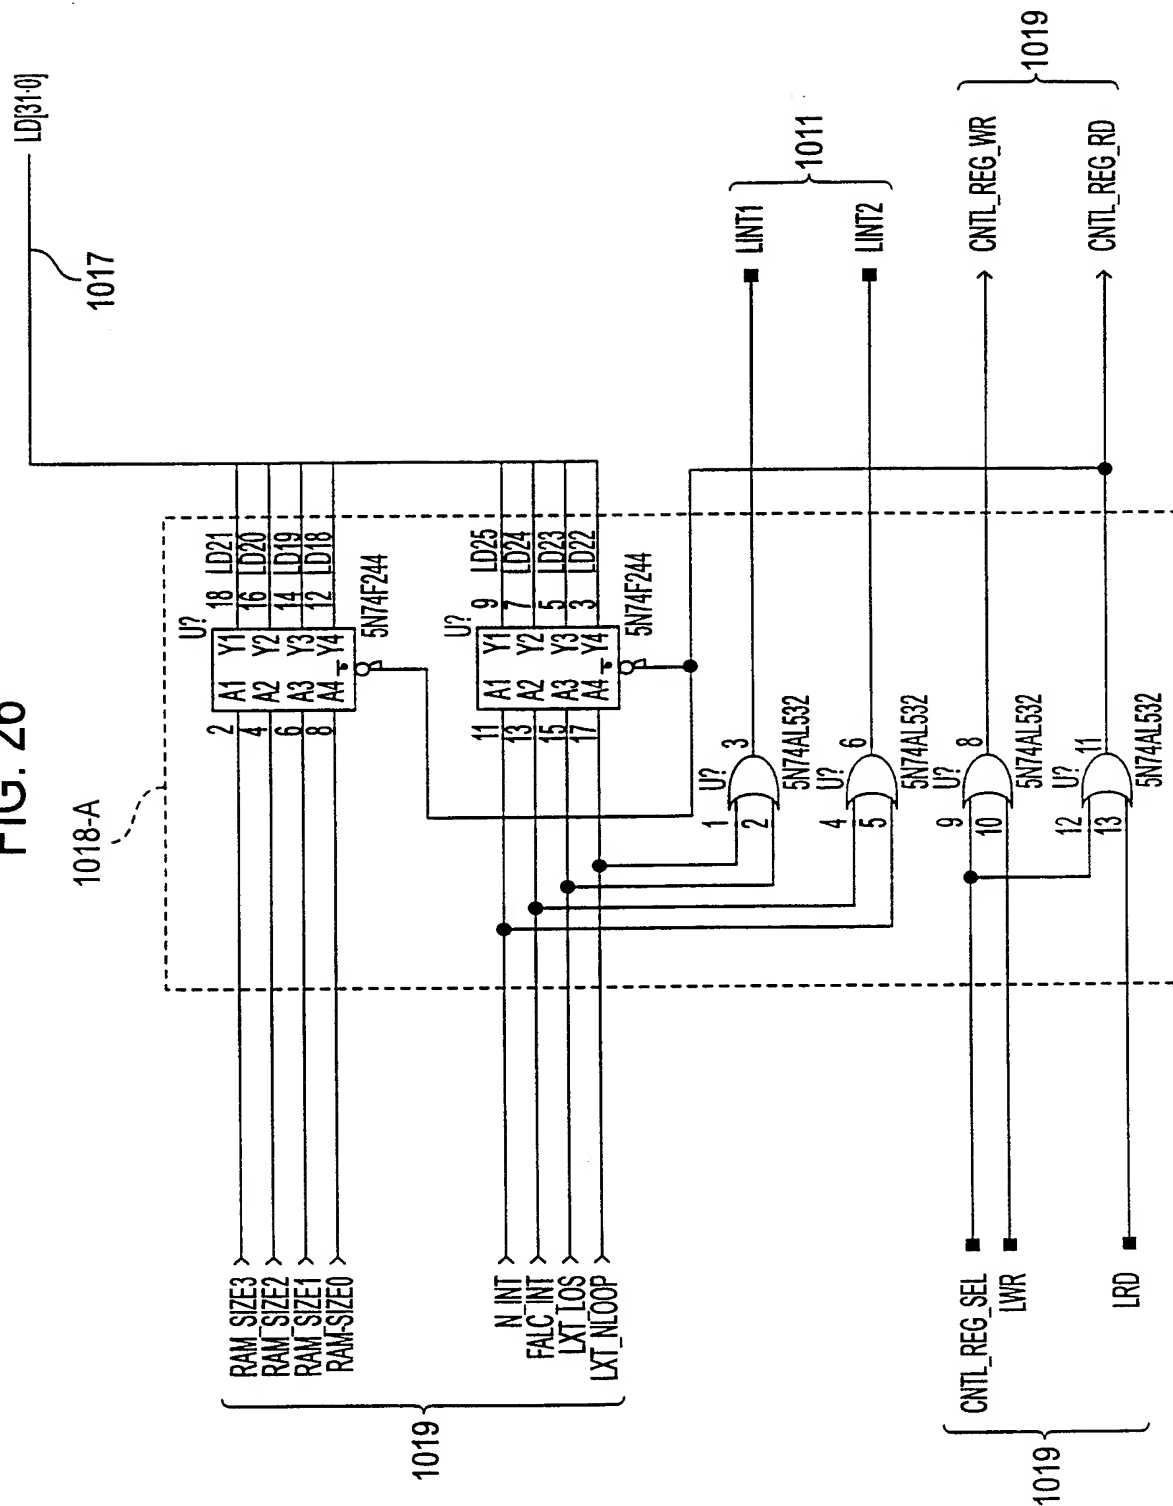 FIG. 26
1018-A
LD[31:0]
1017
RAM_SIZE3
RAM_SIZE2
RAM_SIZE1
RAM-SIZE0
2
4
6
8
U?
A1 Y1
A2 Y2
A3 Y3
A4 Y4
18 LD21
16 LD20
14 LD19
12 LD18
5N74F244
N_INT
FALC_INT
LXT_LOS
LXT_NLOOP
1019
11
13
15
17
U?
A1 Y1
A2 Y2
A3 Y3
A4 Y4
9 LD25
7 LD24
5 LD23
3 LD22
5N74F244
1
2
U?
3
5N74AL532
LINT1
4
5
U?
6
5N74AL532
LINT2
1011
CNTL_REG_SEL
LWR
9
10
U?
8
5N74AL532
CNTL_REG_WR
LRD
1019
12
13
U?
11
5N74AL532
CNTL_REG_RD
1019